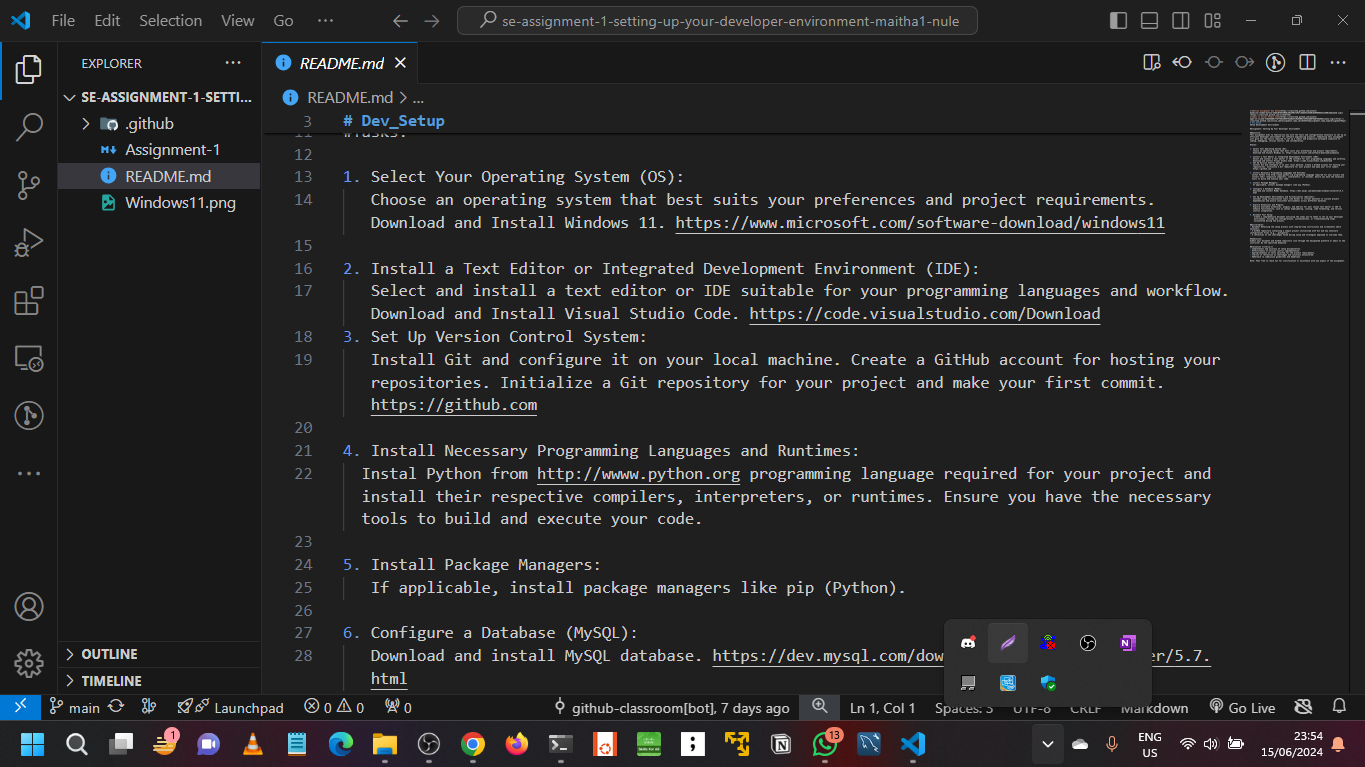 File Edit Selection View Go ··· se-assignment-1-setting-up-your-developer-environment-maitha1-nule
EXPLORER ···
README.md
SE-ASSIGNMENT-1-SETTI...
.github
Assignment-1
README.md
Windows11.png
OUTLINE
TIMELINE
README.md > ...
3 # Dev_Setup
12
13 1. Select Your Operating System (OS):
14 Choose an operating system that best suits your preferences and project requirements.
Download and Install Windows 11. https://www.microsoft.com/software-download/windows11
15
16 2. Install a Text Editor or Integrated Development Environment (IDE):
17 Select and install a text editor or IDE suitable for your programming languages and workflow.
Download and Install Visual Studio Code. https://code.visualstudio.com/Download
18 3. Set Up Version Control System:
19 Install Git and configure it on your local machine. Create a GitHub account for hosting your
repositories. Initialize a Git repository for your project and make your first commit.
https://github.com
20
21 4. Install Necessary Programming Languages and Runtimes:
22 Instal Python from http://wwww.python.org programming language required for your project and
install their respective compilers, interpreters, or runtimes. Ensure you have the necessary
tools to build and execute your code.
23
24 5. Install Package Managers:
25 If applicable, install package managers like pip (Python).
26
27 6. Configure a Database (MySQL):
28 Download and install MySQL database. https://dev.mysql.com/dow er/5.7.
html
main Launchpad 0 0 0 github-classroom[bot], 7 days ago Ln 1, Col 1 Spaces: 3 UTF-8 CRLF Markdown Go Live
1 13 ENG
US
23:54
15/06/2024